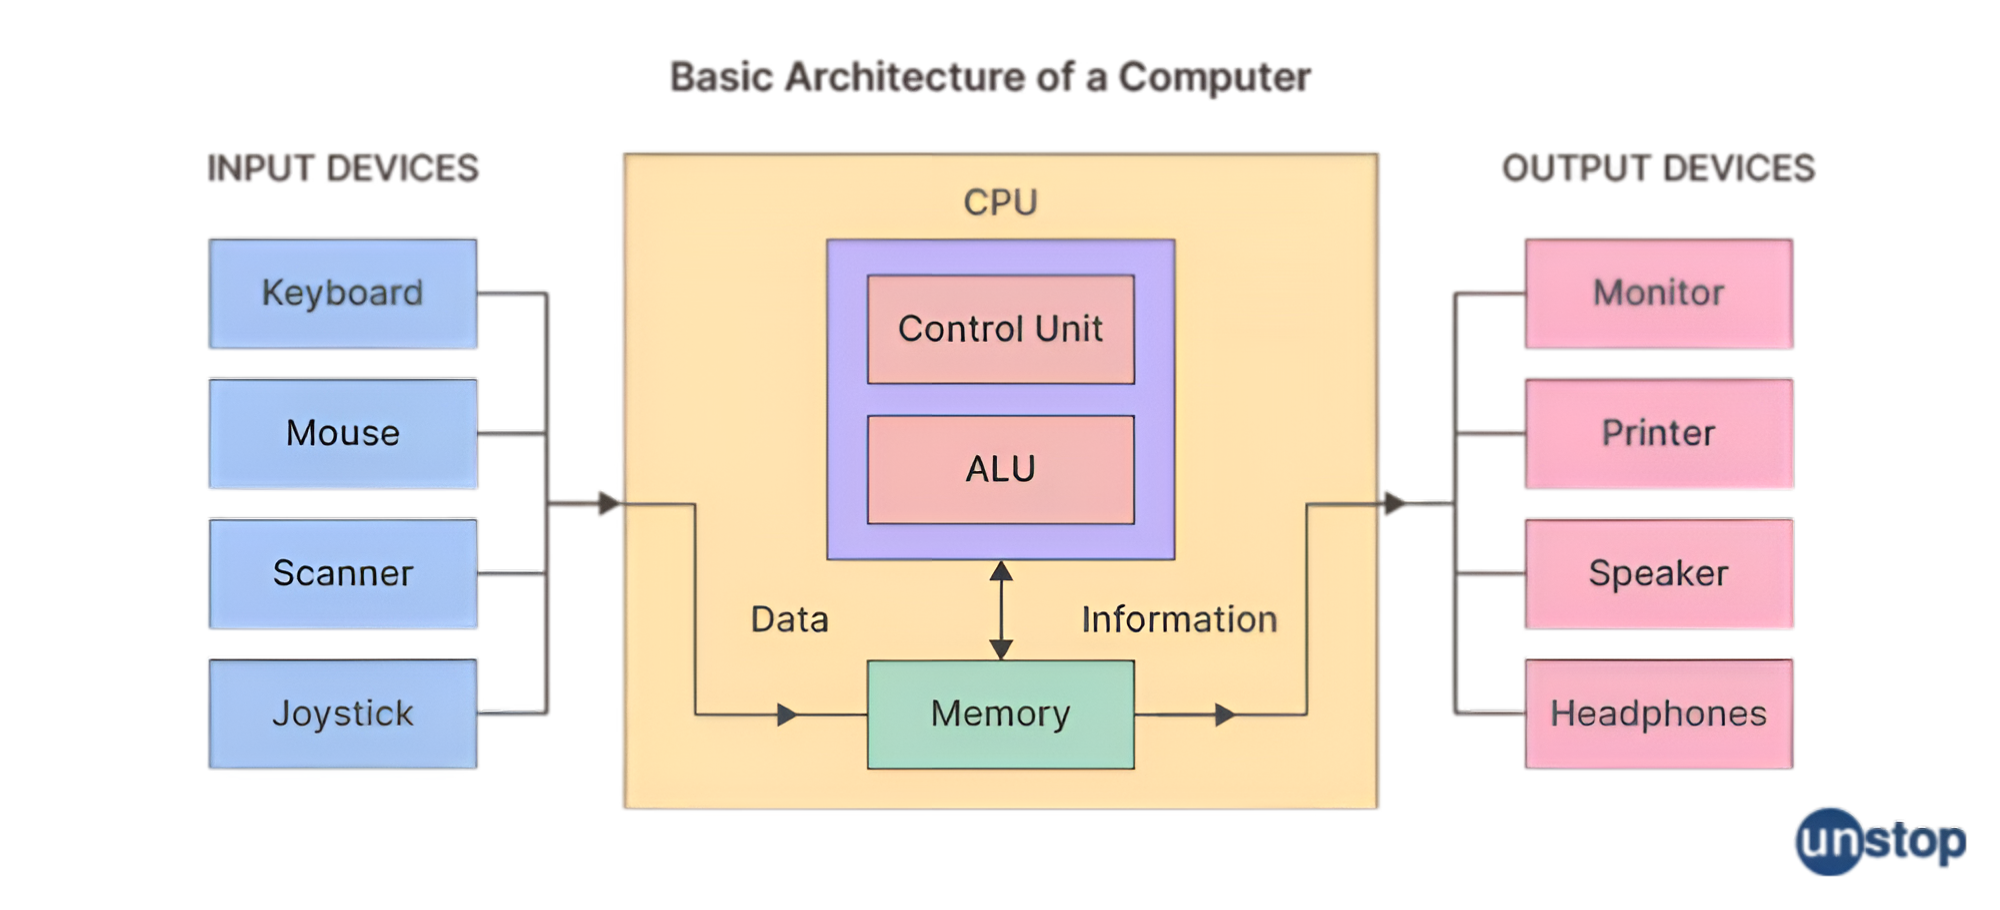 Basic Architecture of a Computer
INPUT DEVICES
Keyboard
Mouse
Scanner
Joystick
CPU
Control Unit
ALU
Data
Information
Memory
OUTPUT DEVICES
Monitor
Printer
Speaker
Headphones
unstop